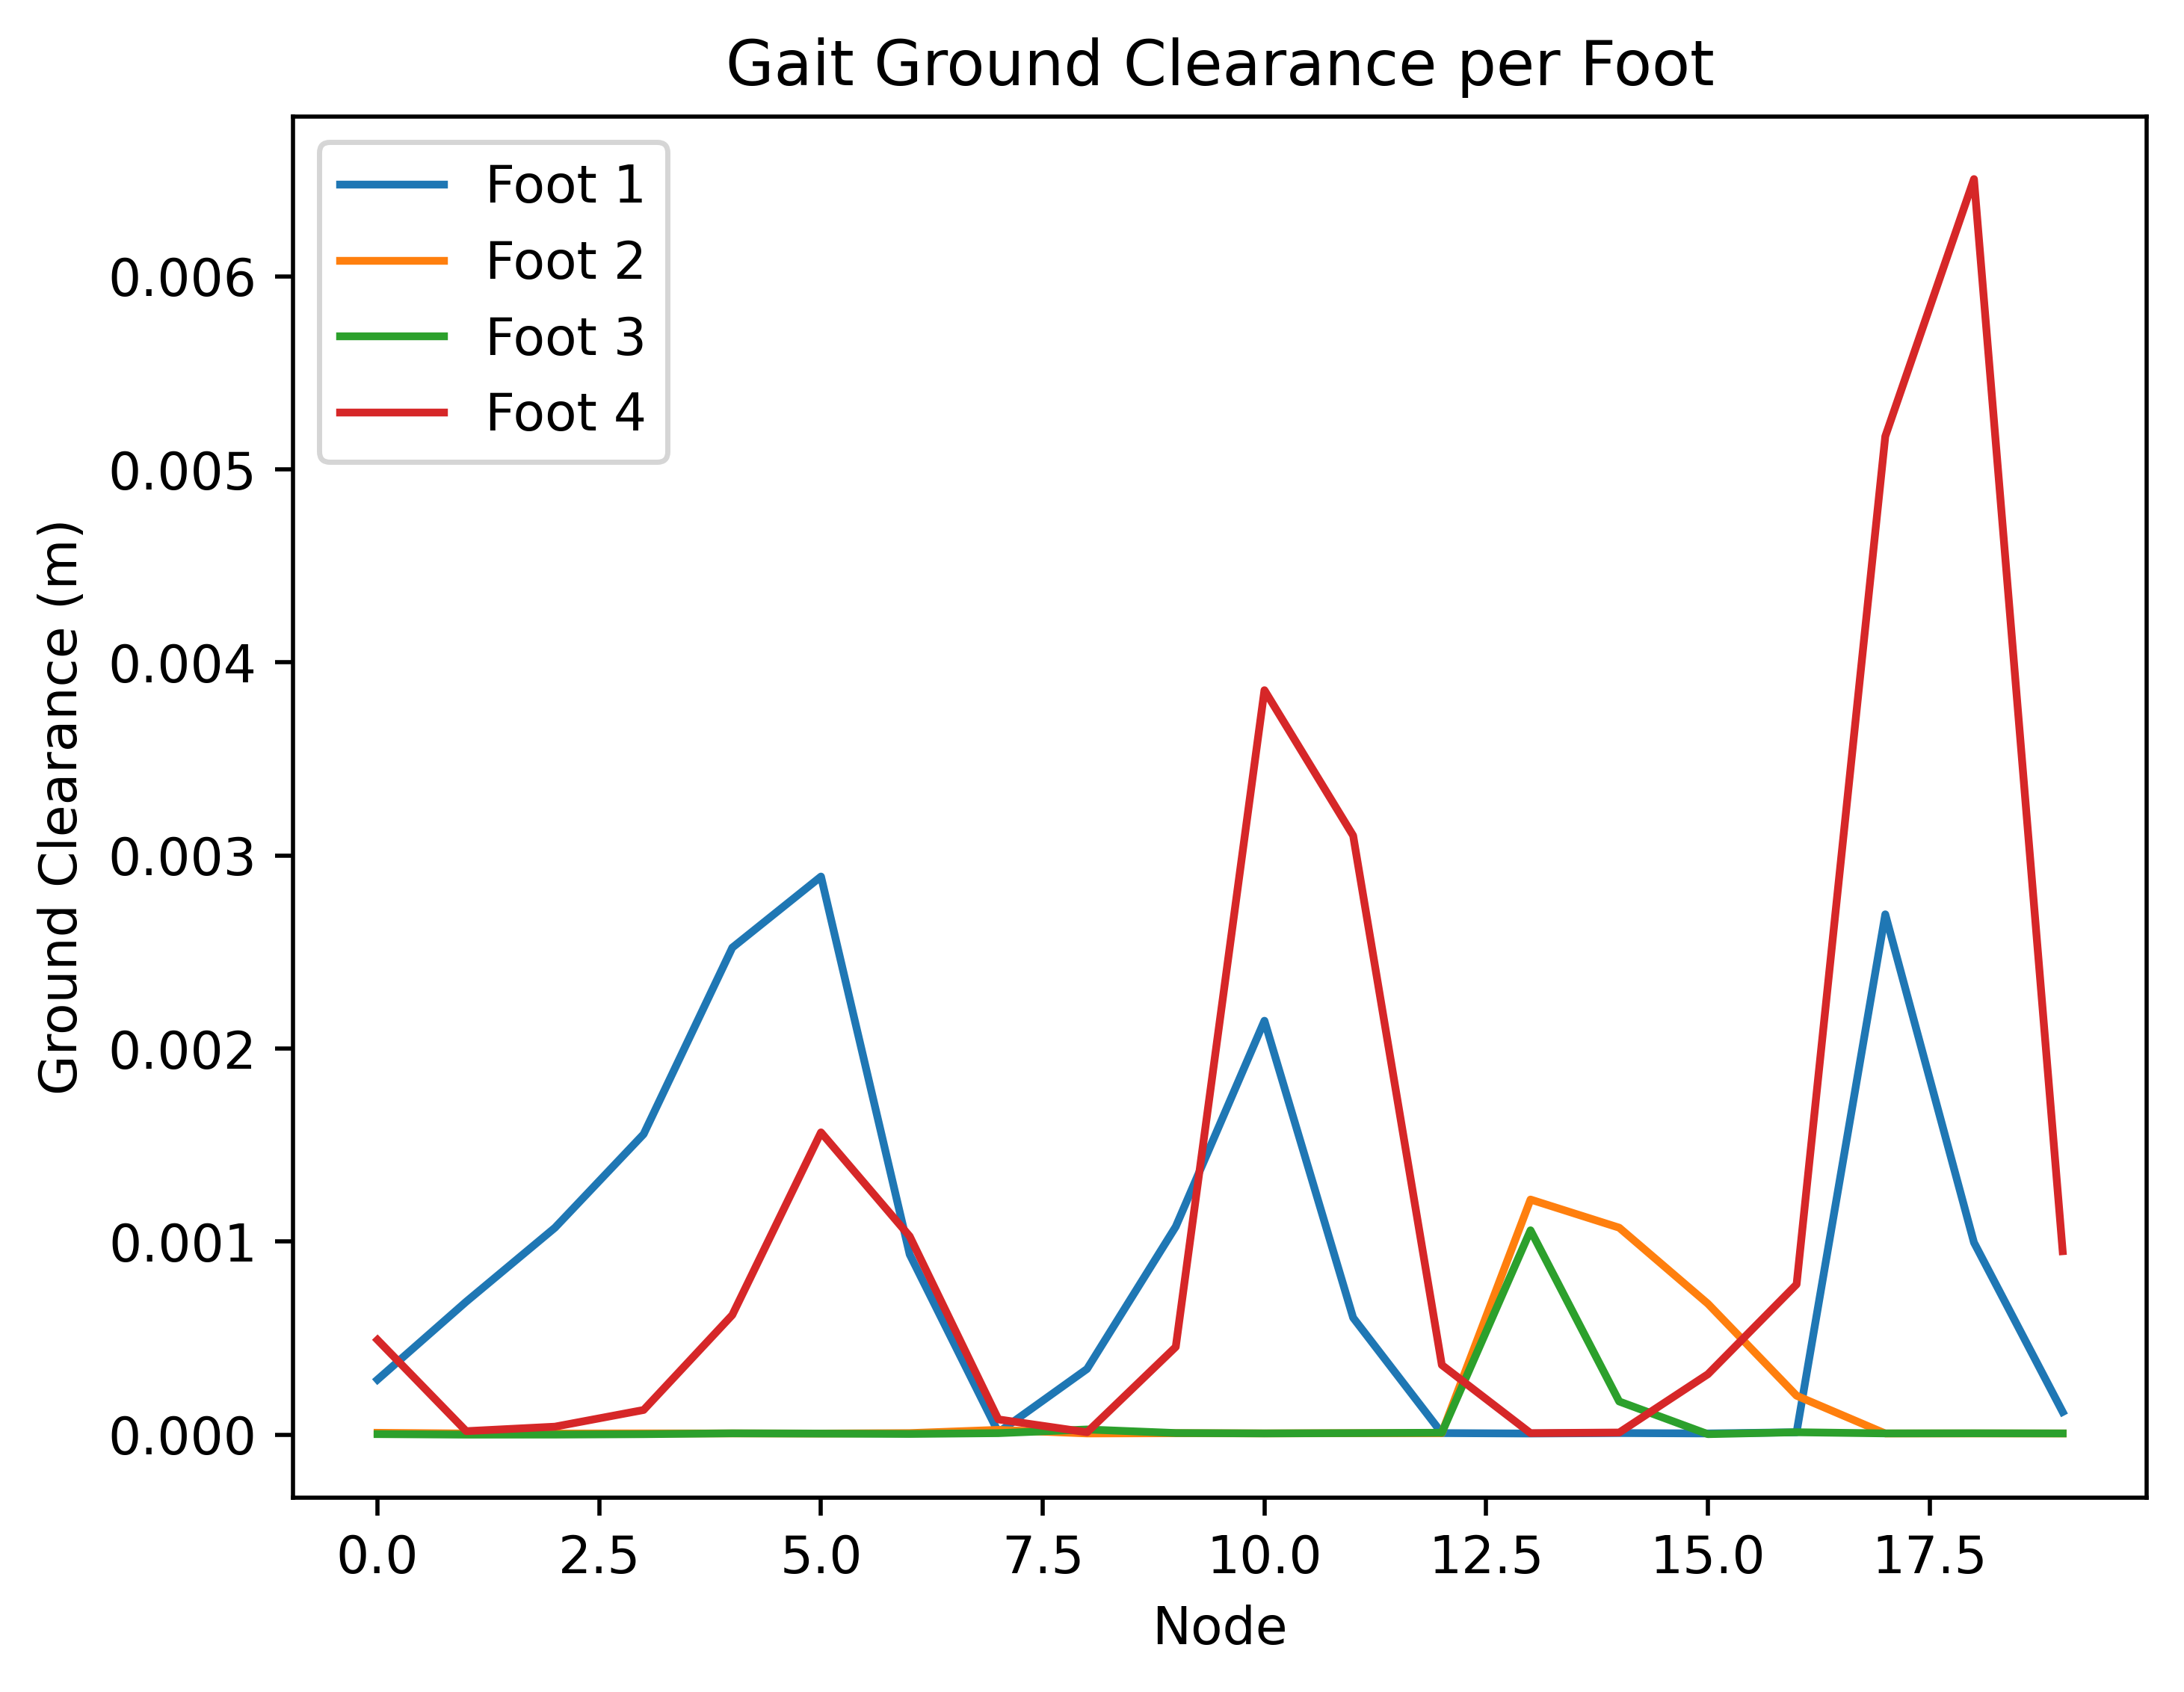 Gait Ground Clearance per Foot
Foot 1
Foot 2
Foot 3
Foot 4
Ground Clearance (m)
0.006
0.005
0.004
0.003
0.002
0.001
0.000
0.0 2.5 5.0 7.5 10.0 12.5 15.0 17.5
Node